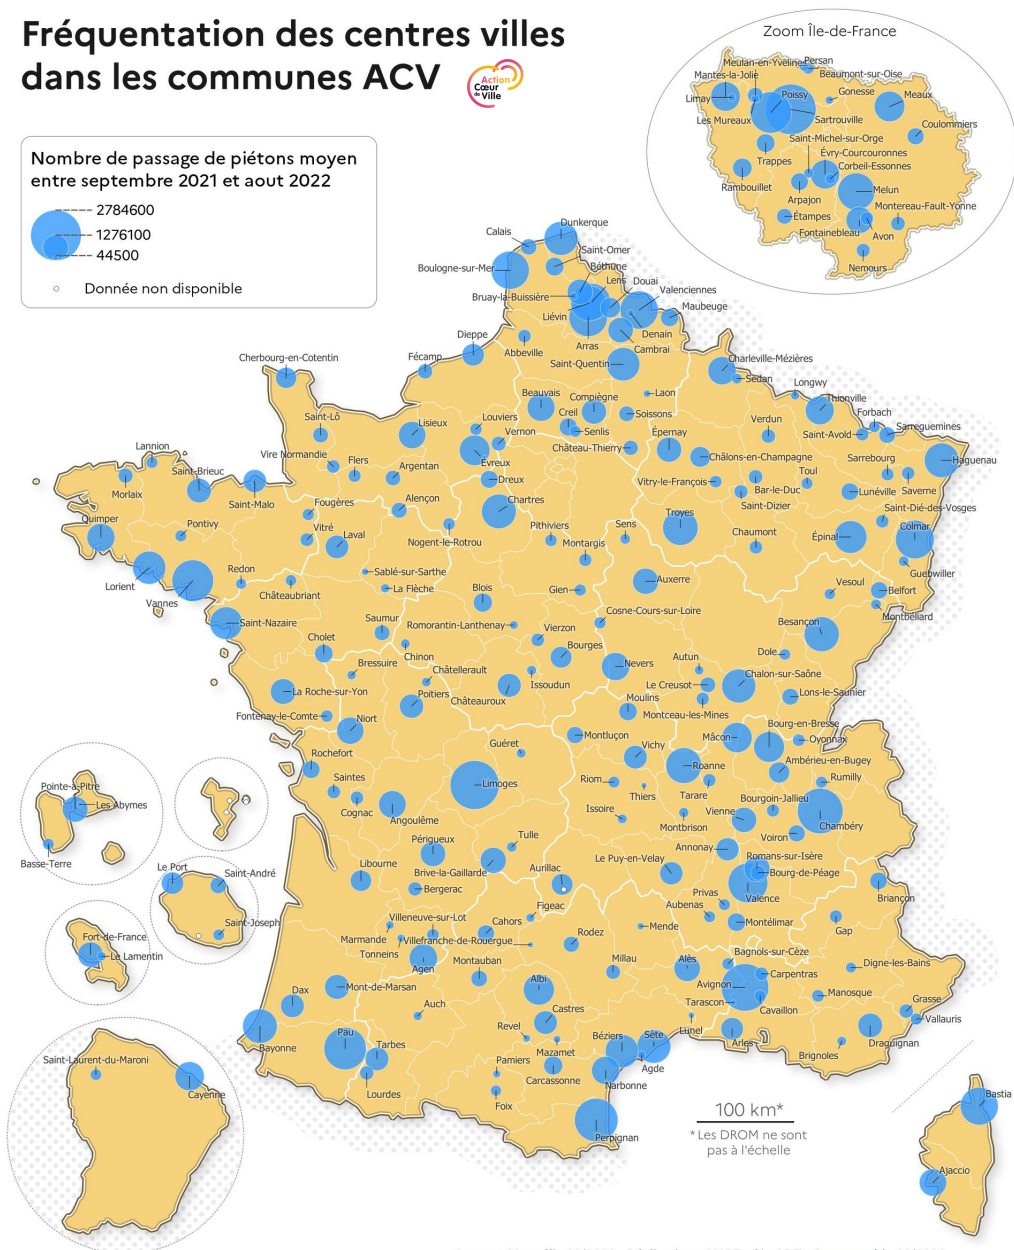 Fréquentation des centres villes
dans les communes ACV
Action
Cœur
de Ville
Nombre de passage de piétons moyen
entre septembre 2021 et aout 2022
2784600
1276100
44500
Donnée non disponible
Zoom Île-de-France
Meulan-en-Yvelines
Persan
Mantes-la-Jolie
Beaumont-sur-Oise
Limay
Poissy
Gonesse
Meaux
Les Mureaux
Sartrouville
Coulommiers
Saint-Michel-sur-Orge
Trappes
Évry-Courcouronnes
Corbeil-Essonnes
Rambouillet
Melun
Arpajon
Montereau-Fault-Yonne
Étampes
Fontainebleau
Avon
Nemours
Dunkerque
Calais
Saint-Omer
Boulogne-sur-Mer
Béthune
Lens
Douai
Bruay-la-Buissière
Valenciennes
Maubeuge
Liévin
Denain
Dieppe
Abbeville
Arras
Cambrai
Cherbourg-en-Cotentin
Fécamp
Saint-Quentin
Charleville-Mézières
Sedan
Longwy
Beauvais
Compiègne
Laon
Thionville
Saint-Lô
Lisieux
Louviers
Creil
Soissons
Forbach
Vernon
Senlis
Verdun
Sarreguemines
Épernay
Saint-Avold
Lannion
Vire Normandie
Château-Thierry
Flers
Châlons-en-Champagne
Sarrebourg
Haguenau
Saint-Brieuc
Argentan
Évreux
Toul
Dreux
Vitry-le-François
Bar-le-Duc
Lunéville
Saverne
Morlaix
Saint-Malo
Fougères
Alençon
Chartres
Saint-Dizier
Saint-Dié-des-Vosges
Quimper
Pontivy
Vitré
Laval
Pithiviers
Sens
Troyes
Colmar
Nogent-le-Rotrou
Montargis
Chaumont
Épinal
Lorient
Redon
Sablé-sur-Sarthe
Guebwiller
Vannes
Châteaubriant
La Flèche
Blois
Gien
Auxerre
Vesoul
Belfort
Saint-Nazaire
Saumur
Romorantin-Lanthenay
Cosne-Cours-sur-Loire
Besançon
Montbéliard
Cholet
Chinon
Vierzon
Bourges
Autun
Dole
Bressuire
Châtellerault
Issoudun
Nevers
Le Creusot
Chalon-sur-Saône
La Roche-sur-Yon
Poitiers
Châteauroux
Moulins
Lons-le-Saunier
Fontenay-le-Comte
Niort
Montceau-les-Mines
Bourg-en-Bresse
Montluçon
Mâcon
Oyonnax
Rochefort
Guéret
Vichy
Roanne
Ambérieu-en-Bugey
Saintes
Limoges
Riom
Thiers
Tarare
Rumilly
Pointe-à-Pitre
Les Abymes
Cognac
Angoulême
Issoire
Montbrison
Vienne
Bourgoin-Jallieu
Chambéry
Périgueux
Tulle
Voiron
Basse-Terre
Annonay
Libourne
Brive-la-Gaillarde
Aurillac
Le Puy-en-Velay
Romans-sur-Isère
Bourg-de-Péage
Le Port
Saint-André
Bergerac
Valence
Privas
Briançon
Figeac
Aubenas
Montélimar
Saint-Joseph
Villeneuve-sur-Lot
Cahors
Mende
Gap
Fort-de-France
Marmande
Villefranche-de-Rouergue
Rodez
Le Lamentin
Tonneins
Bagnols-sur-Cèze
Agen
Montauban
Millau
Alès
Digne-les-Bains
Carpentras
Avignon
Dax
Mont-de-Marsan
Albi
Manosque
Auch
Tarascon
Cavaillon
Grasse
Castres
Vallauris
Pau
Revel
Béziers
Sète
Lunel
Arles
Draguignan
Bayonne
Tarbes
Mazamet
Agde
Brignoles
Saint-Laurent-du-Maroni
Pamiers
Carcassonne
Cayenne
Lourdes
Narbonne
Foix
Bastia
100 km*
Perpignan
* Les DROM ne sont
pas à l'échelle
Ajaccio